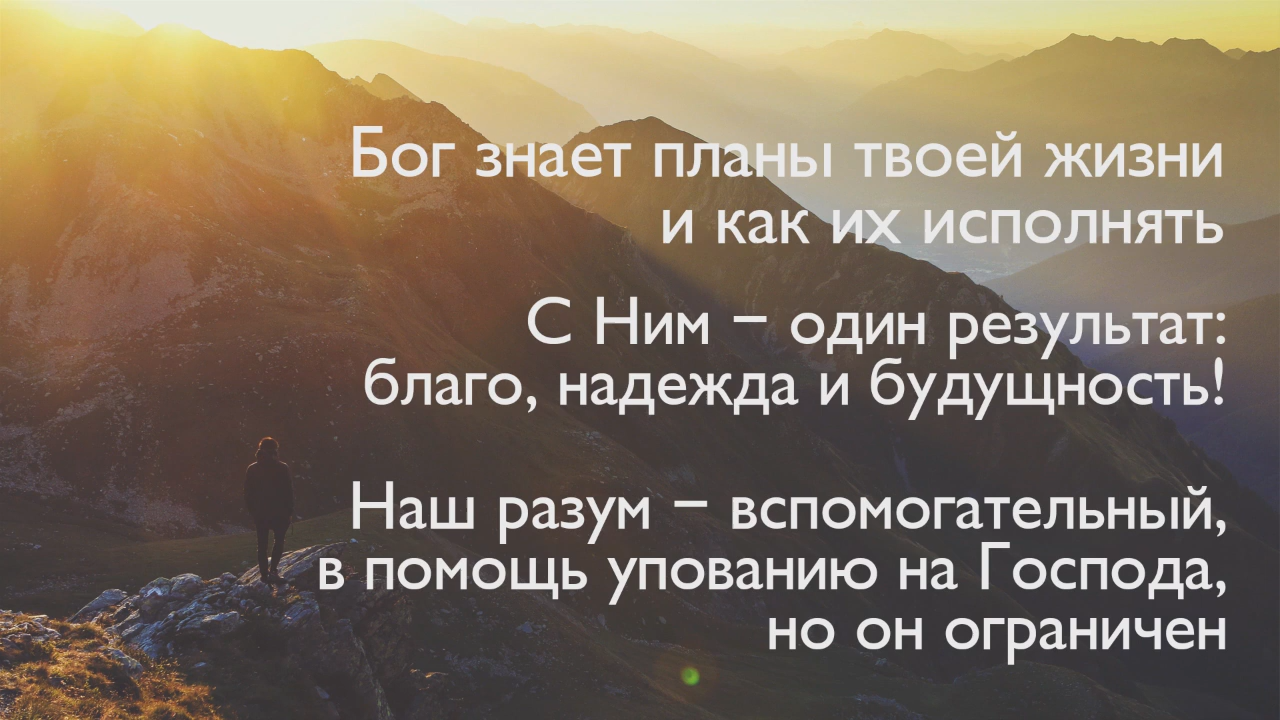 Бог знает планы твоей жизни
и как их исполнять
С Ним – один результат:
благо, надежда и будущность!
Наш разум – вспомогательный,
в помощь упованию на Господа,
но он ограничен